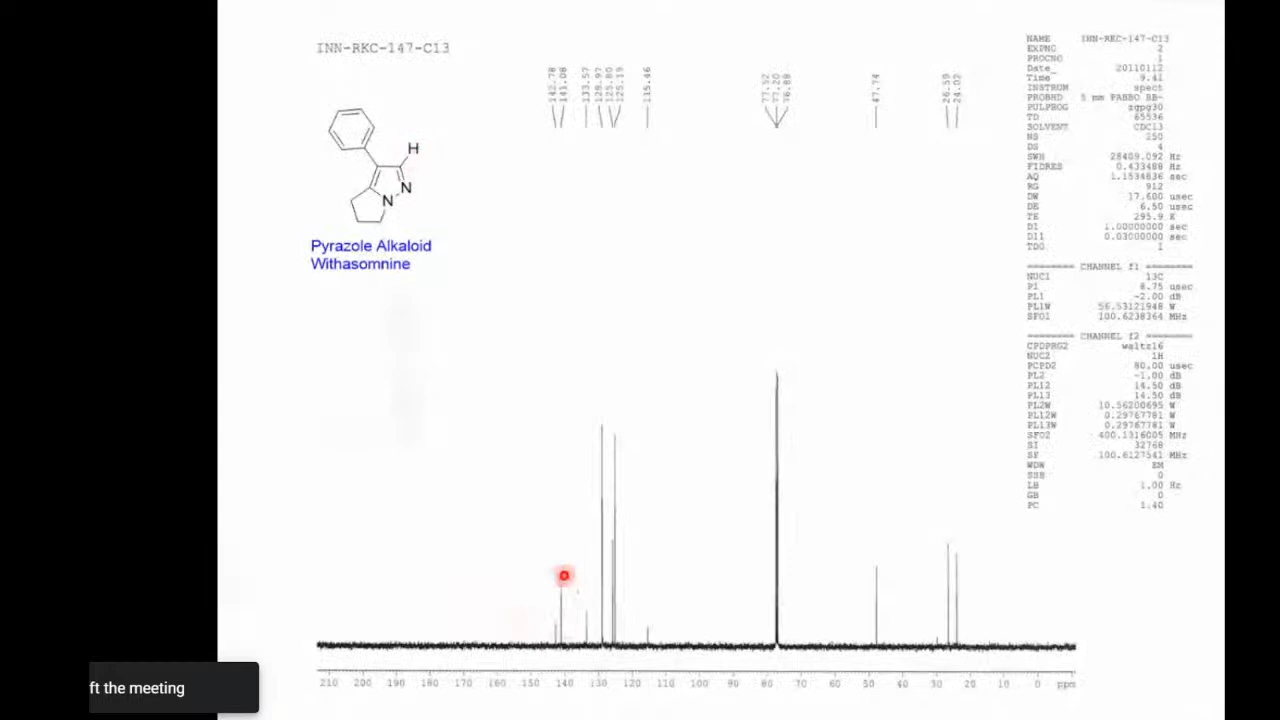 INN-RKC-147-C13
142.78
141.08
133.57
128.97
125.80
125.19
115.46
77.52
77.20
76.88
47.74
26.59
24.02
H
N
N
Pyrazole Alkaloid
Withasomnine
NAME INN-RKC-147-C13
EXPNO 2
PROCNO 1
Date_ 20110112
Time 9.41
INSTRUM spect
PROBHD 5 mm PABBO BB-
PULPROG zgpg30
TD 65536
SOLVENT CDCl3
NS 250
DS 4
SWH 28409.092 Hz
FIDRES 0.433488 Hz
AQ 1.1534836 sec
RG 912
DW 17.600 usec
DE 6.50 usec
TE 295.9 K
D1 1.00000000 sec
D11 0.03000000 sec
TD0 1
======== CHANNEL f1 ========
NUC1 13C
P1 8.75 usec
PL1 -2.00 dB
PL1W 56.53121948 W
SFO1 100.6238364 MHz
======== CHANNEL f2 ========
CPDPRG2 waltz16
NUC2 1H
PCPD2 80.00 usec
PL2 -1.00 dB
PL12 14.50 dB
PL13 14.50 dB
PL2W 10.56200695 W
PL12W 0.29767781 W
PL13W 0.29767781 W
SFO2 400.1316005 MHz
SI 32768
SF 100.6127541 MHz
WDW EM
SSB 0
LB 1.00 Hz
GB 0
PC 1.40
210 200 190 180 170 160 150 140 130 120 110 100 90 80 70 60 50 40 30 20 10 0 ppm
ft the meeting